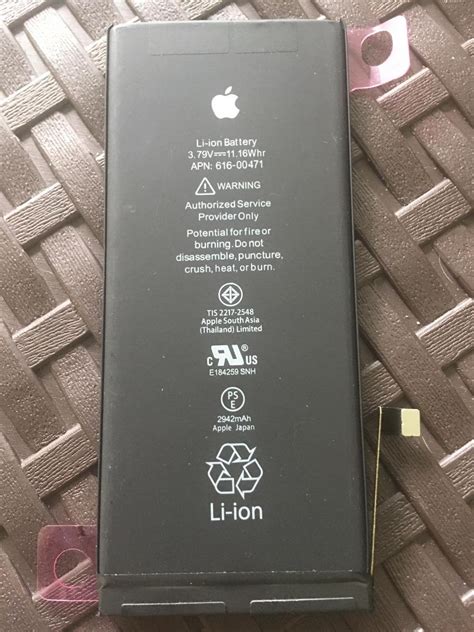 Li-ion Battery
3.79V⎓11.16Whr
APN: 616-00471
WARNING
Authorized Service
Provider Only
Potential for fire or
burning. Do not
disassemble, puncture,
crush, heat, or burn.
TIS 2217-2548
Apple South Asia
(Thailand) Limited
c RU US
E184259 SNH
PS
E
2942mAh
Apple Japan
Li-ion